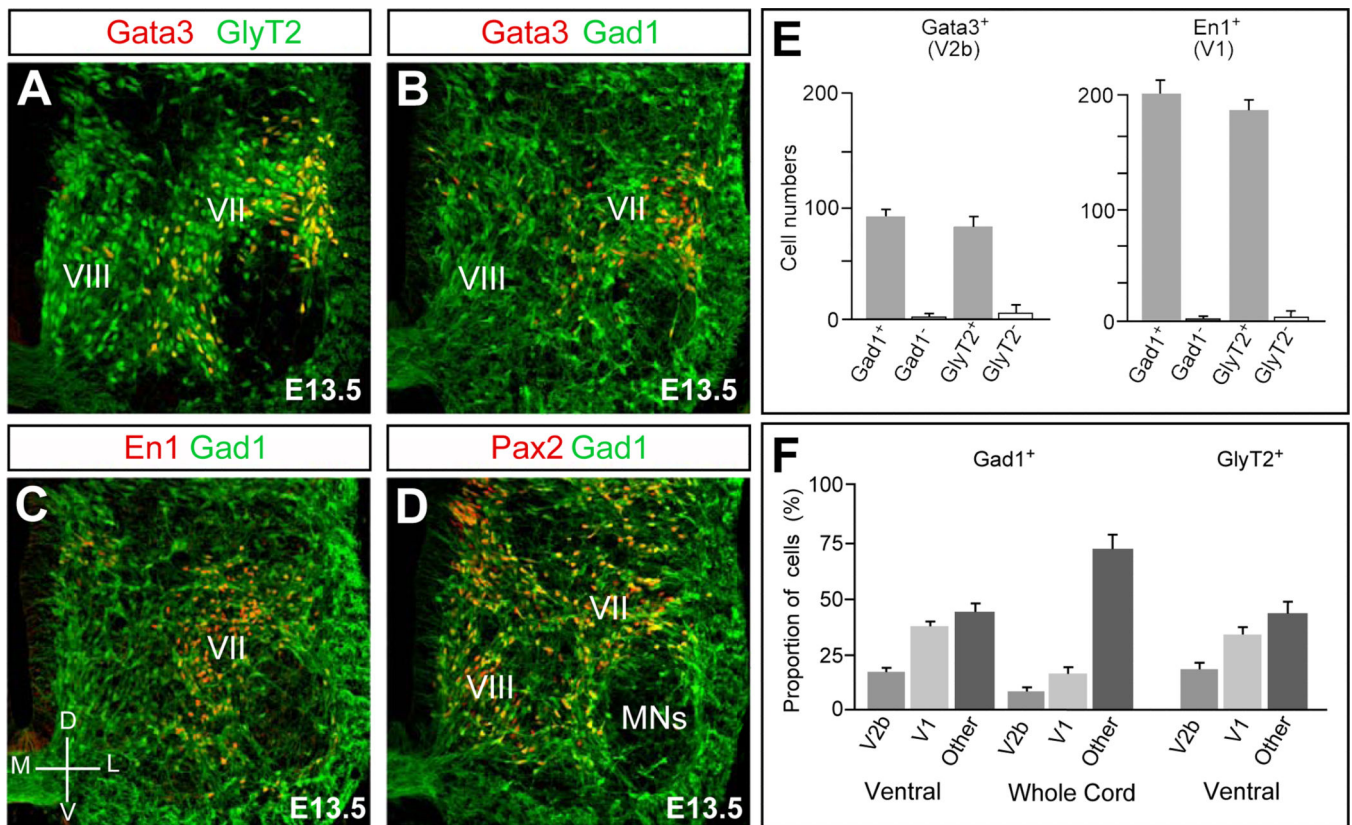 Gata3 GlyT2
A
VII
VIII
E13.5
Gata3 Gad1
B
VII
VIII
E13.5
En1 Gad1
C
VII
D
M L
V
E13.5
Pax2 Gad1
D
VII
VIII
MNs
E13.5
E
Gata3+
(V2b)
En1+
(V1)
Cell numbers
200
100
0
Gad1+
Gad1-
GlyT2+
GlyT2-
200
100
0
Gad1+
Gad1-
GlyT2+
GlyT2-
F
Gad1+
GlyT2+
Proportion of cells (%)
100
75
50
25
0
V2b V1 Other V2b V1 Other V2b V1 Other
Ventral Whole Cord Ventral